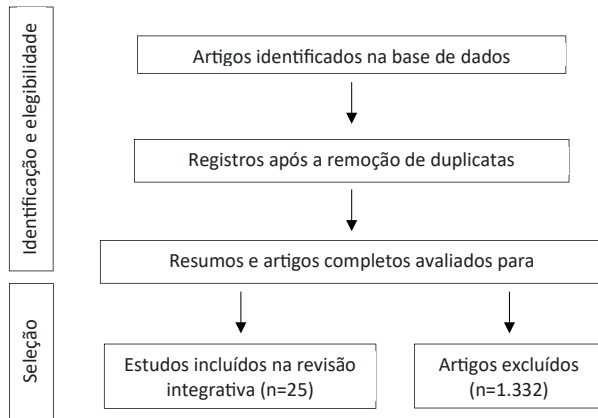 Identificação e elegibilidade
Artigos identificados na base de dados
Registros após a remoção de duplicatas
Resumos e artigos completos avaliados para
Seleção
Estudos incluídos na revisão
integrativa (n=25)
Artigos excluídos
(n=1.332)